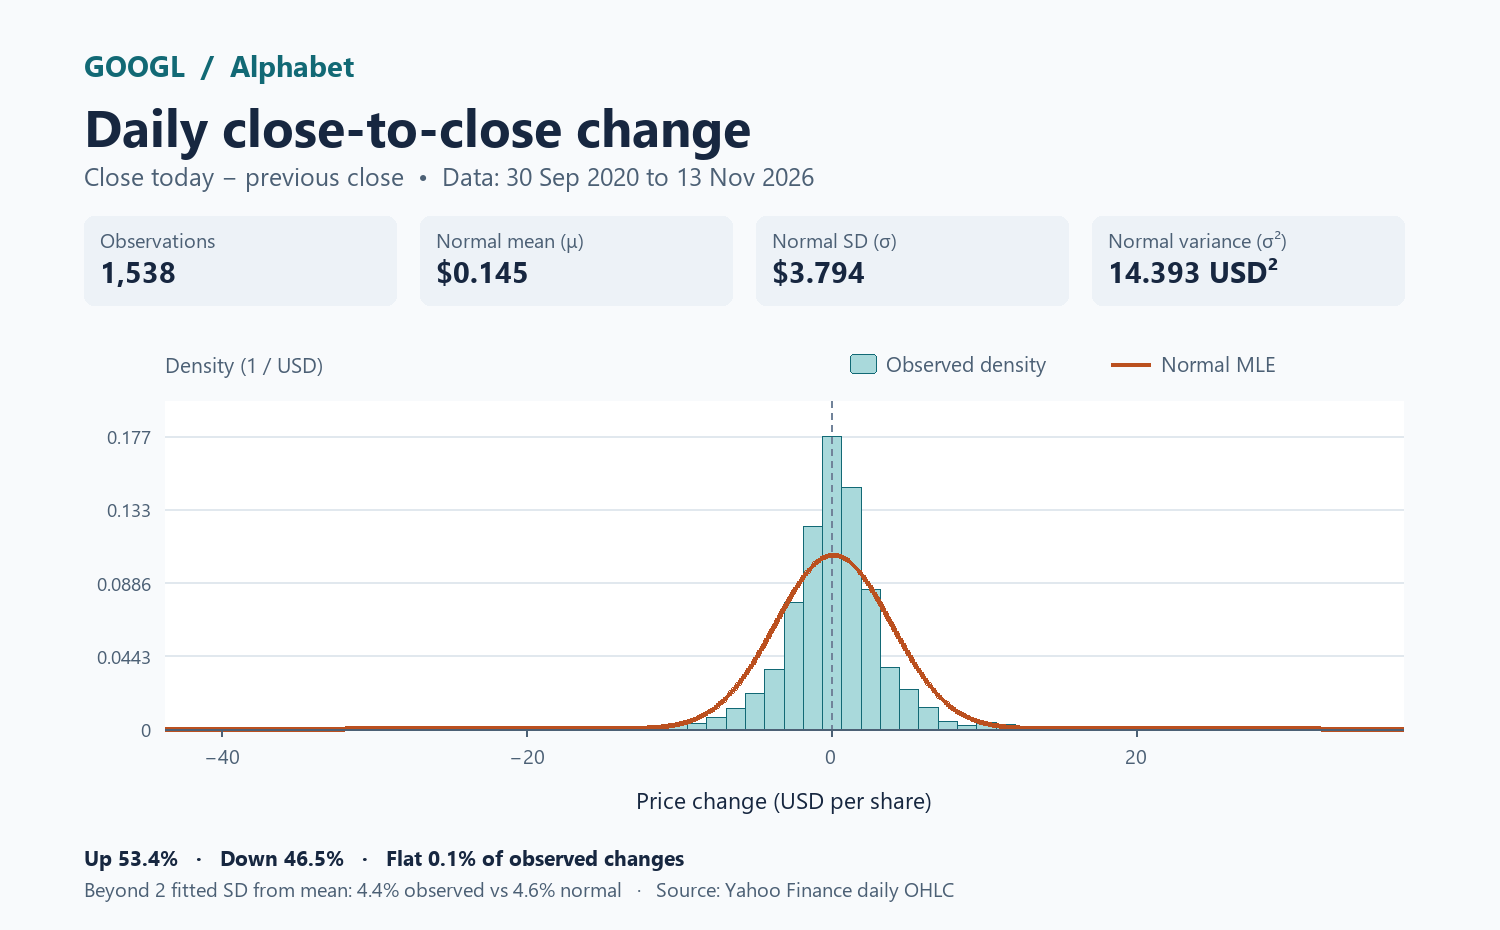 GOOGL / Alphabet
Daily close-to-close change
Close today − previous close • Data: 30 Sep 2020 to 13 Nov 2026
Observations
1,538
Normal mean (μ)
$0.145
Normal SD (σ)
$3.794
Normal variance (σ²)
14.393 USD²
Density (1 / USD)
Observed density
Normal MLE
0.177
0.133
0.0886
0.0443
0
−40
−20
0
20
Price change (USD per share)
Up 53.4% · Down 46.5% · Flat 0.1% of observed changes
Beyond 2 fitted SD from mean: 4.4% observed vs 4.6% normal · Source: Yahoo Finance daily OHLC